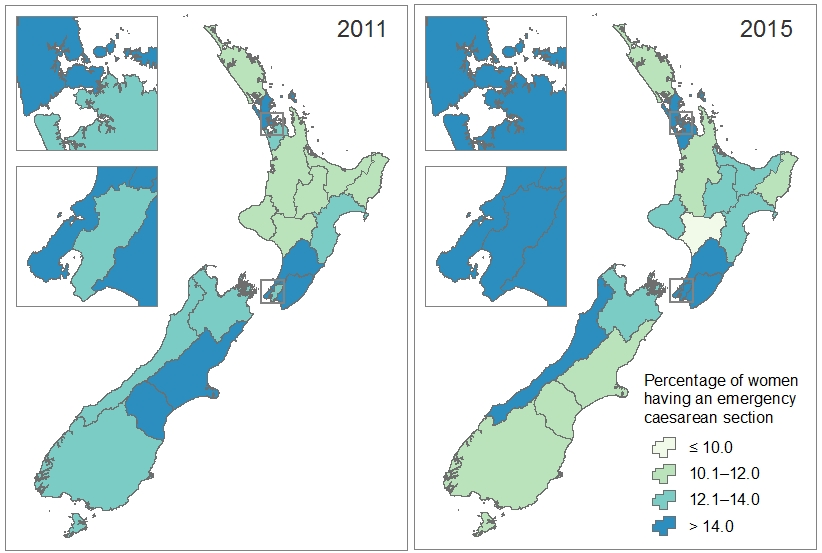 2011
2015
Percentage of women
having an emergency
caesarean section
≤ 10.0
10.1–12.0
12.1–14.0
> 14.0